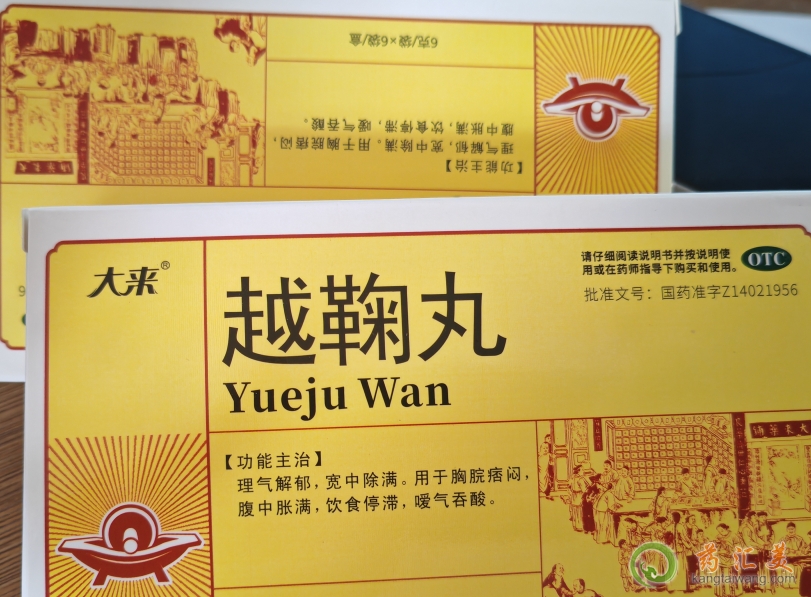 6克/袋×6袋/盒
【功能主治】
理气解郁，宽中除满。用于胸脘痞闷，
腹中胀满，饮食停滞，嗳气吞酸。
大来®
越鞠丸
Yueju Wan
请仔细阅读说明书并按说明使
用或在药师指导下购买和使用。
OTC
批准文号：国药准字Z14021956
【功能主治】
理气解郁，宽中除满。用于胸脘痞闷，
腹中胀满，饮食停滞，嗳气吞酸。
药汇美